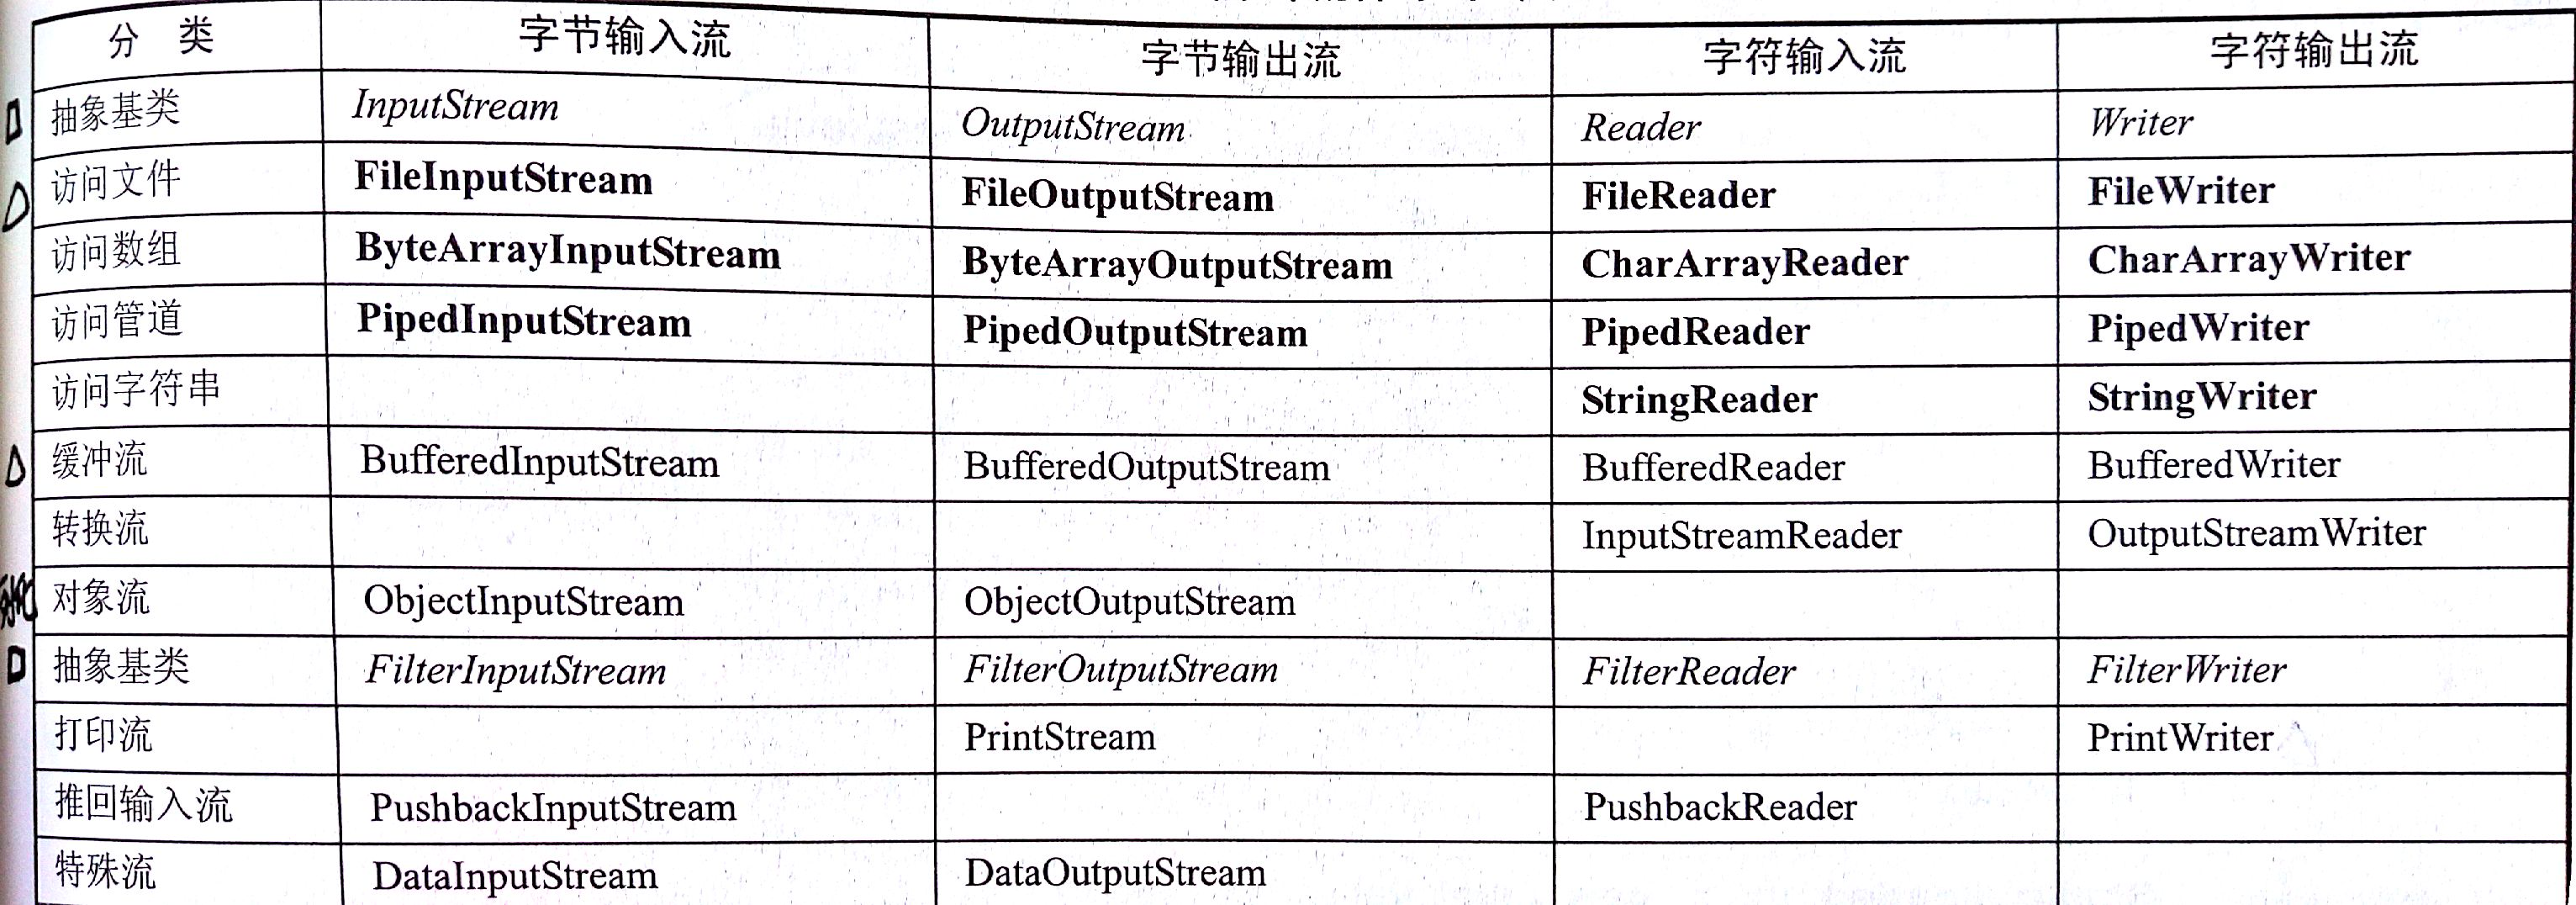 分 类 字节输入流 字节输出流 字符输入流 字符输出流
抽象基类 InputStream OutputStream Reader Writer
访问文件 FileInputStream FileOutputStream FileReader FileWriter
访问数组 ByteArrayInputStream ByteArrayOutputStream CharArrayReader CharArrayWriter
访问管道 PipedInputStream PipedOutputStream PipedReader PipedWriter
访问字符串 StringReader StringWriter
缓冲流 BufferedInputStream BufferedOutputStream BufferedReader BufferedWriter
转换流 InputStreamReader OutputStreamWriter
对象流 ObjectInputStream ObjectOutputStream
抽象基类 FilterInputStream FilterOutputStream FilterReader FilterWriter
打印流 PrintStream PrintWriter
推回输入流 PushbackInputStream PushbackReader
特殊流 DataInputStream DataOutputStream